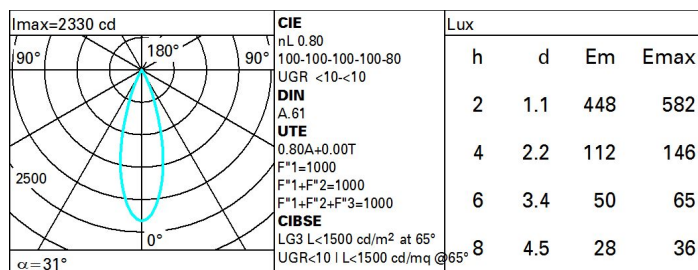 Imax=2330 cd
90°
180°
90°
2500
0°
α=31°
CIE
nL 0.80
100-100-100-100-80
UGR <10-<10
DIN
A.61
UTE
0.80A+0.00T
F"1=1000
F"1+F"2=1000
F"1+F"2+F"3=1000
CIBSE
LG3 L<1500 cd/m² at 65°
UGR<10 | L<1500 cd/mq @65°
Lux
h d Em Emax
2 1.1 448 582
4 2.2 112 146
6 3.4 50 65
8 4.5 28 36